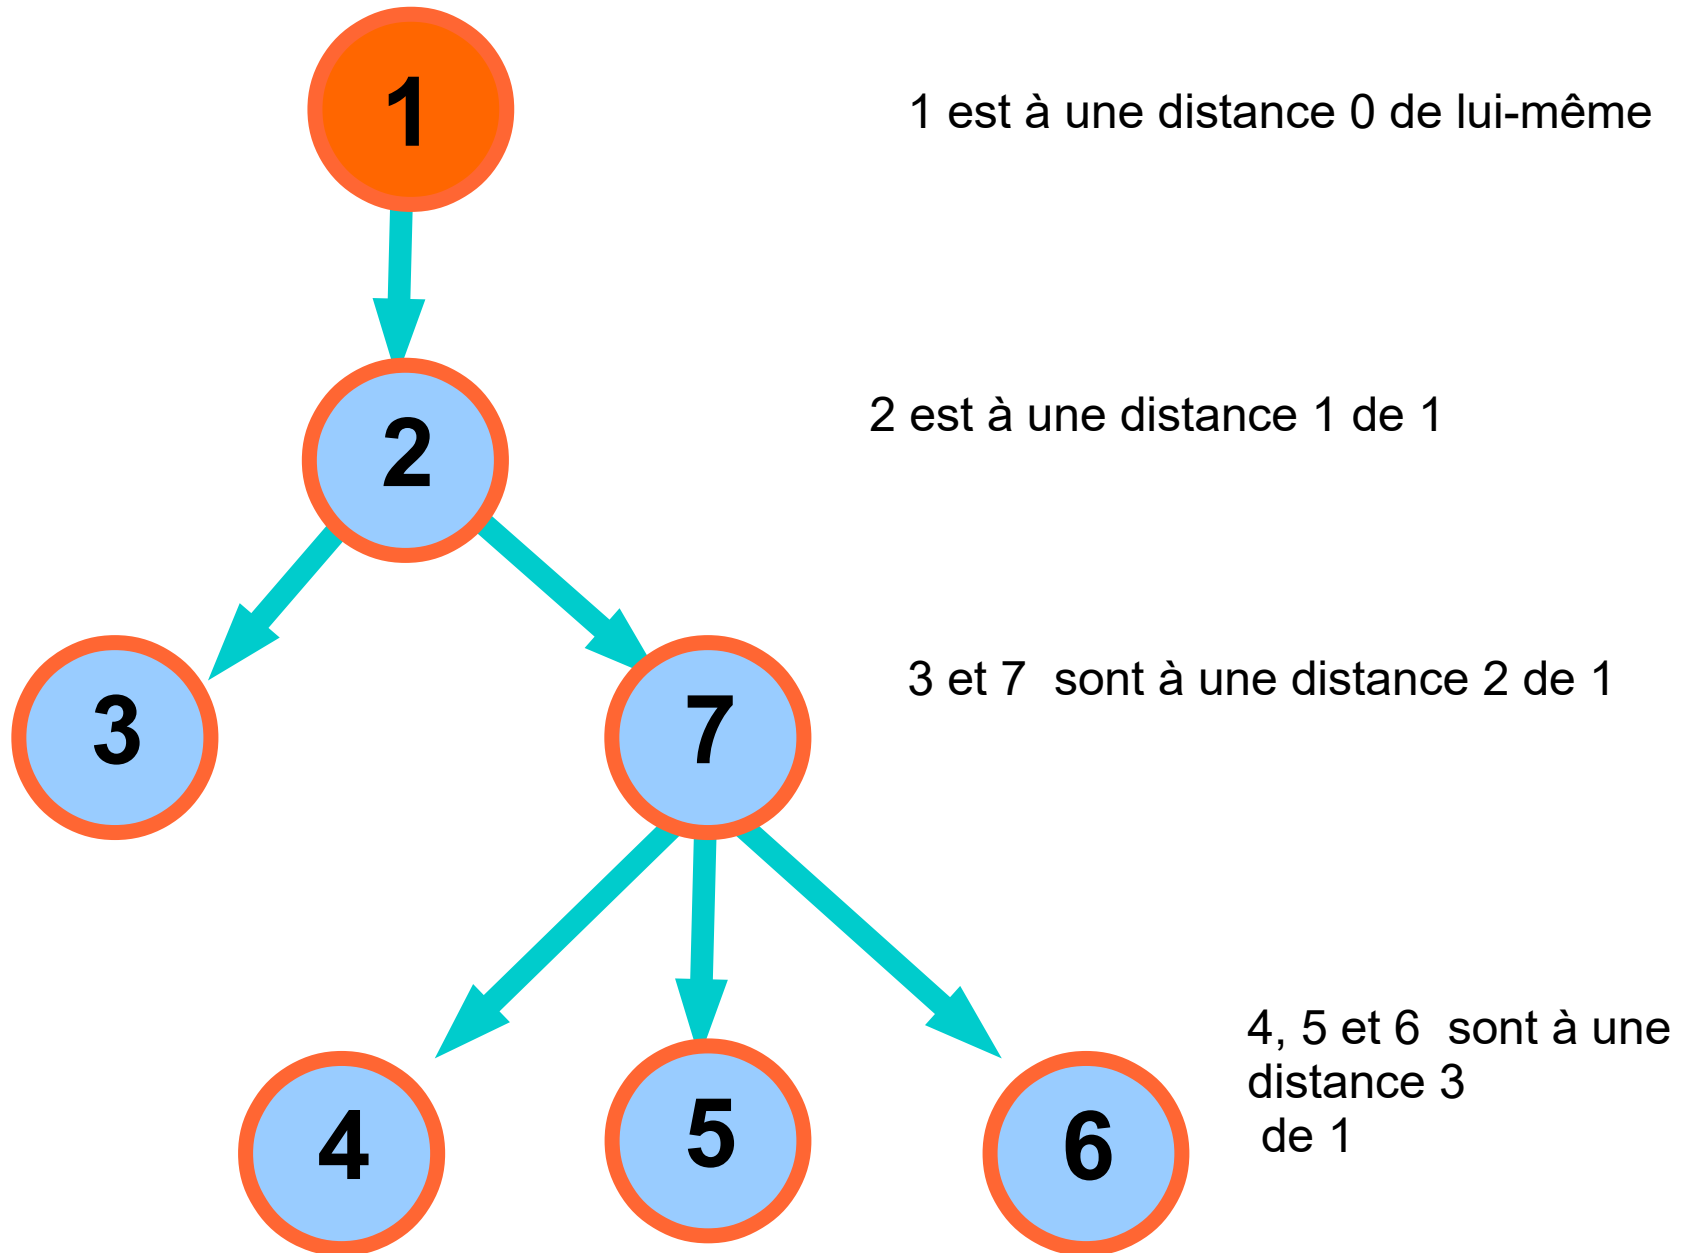 1
1 est à une distance 0 de lui-même
2
2 est à une distance 1 de 1
3
7
3 et 7  sont à une distance 2 de 1
4
5
6
4, 5 et 6  sont à une
distance 3
de 1